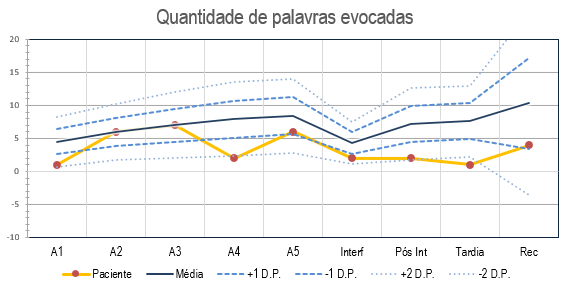 Quantidade de palavras evocadas
20
15
10
5
0
-5
-10
A1 A2 A3 A4 A5 Interf Pós Int Tardia Rec
Paciente Média +1 D.P. -1 D.P. +2 D.P. -2 D.P.